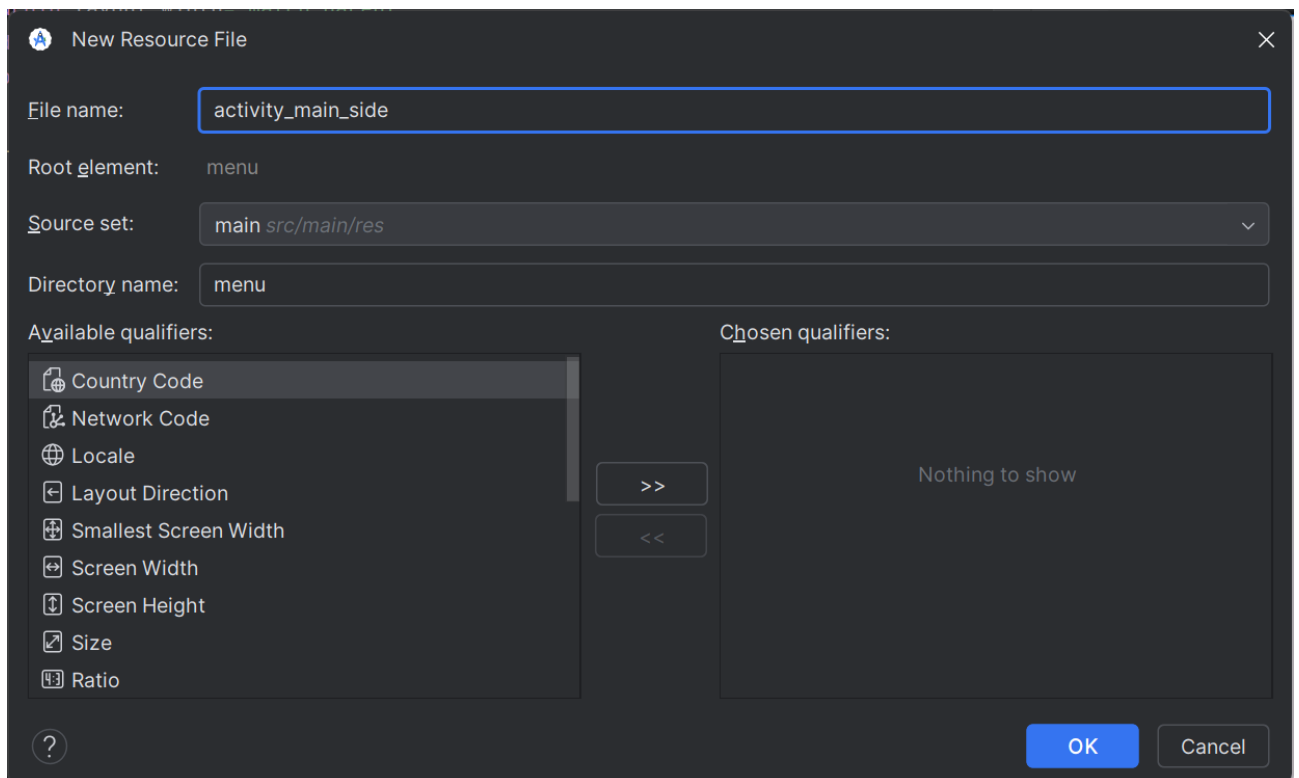 New Resource File
File name:
activity_main_side
Root element:
menu
Source set:
main src/main/res
Directory name:
menu
Available qualifiers:
Chosen qualifiers:
Country Code
Network Code
Locale
Layout Direction
Smallest Screen Width
Screen Width
Screen Height
Size
4:3
Ratio
>>
<<
Nothing to show
?
OK
Cancel